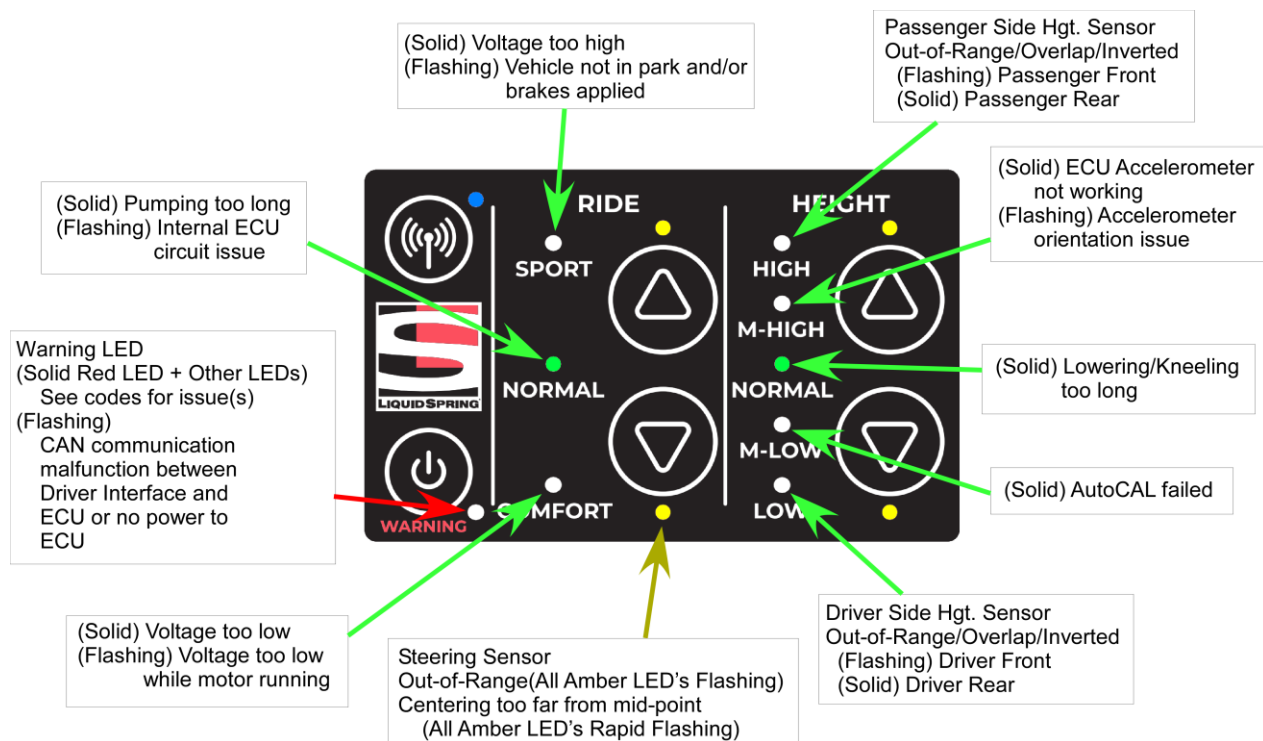 (Solid) Voltage too high
(Flashing) Vehicle not in park and/or
brakes applied
Passenger Side Hgt. Sensor
Out-of-Range/Overlap/Inverted
(Flashing) Passenger Front
(Solid) Passenger Rear
(Solid) Pumping too long
(Flashing) Internal ECU
circuit issue
(Solid) ECU Accelerometer
not working
(Flashing) Accelerometer
orientation issue
Warning LED
(Solid Red LED + Other LEDs)
See codes for issue(s)
(Flashing)
CAN communication
malfunction between
Driver Interface and
ECU or no power to
ECU
RIDE
SPORT
NORMAL
COMFORT
HEIGHT
HIGH
M-HIGH
NORMAL
M-LOW
LOW
LIQUIDSPRING
WARNING
(Solid) Lowering/Kneeling
too long
(Solid) AutoCAL failed
(Solid) Voltage too low
(Flashing) Voltage too low
while motor running
Steering Sensor
Out-of-Range(All Amber LED's Flashing)
Centering too far from mid-point
(All Amber LED's Rapid Flashing)
Driver Side Hgt. Sensor
Out-of-Range/Overlap/Inverted
(Flashing) Driver Front
(Solid) Driver Rear